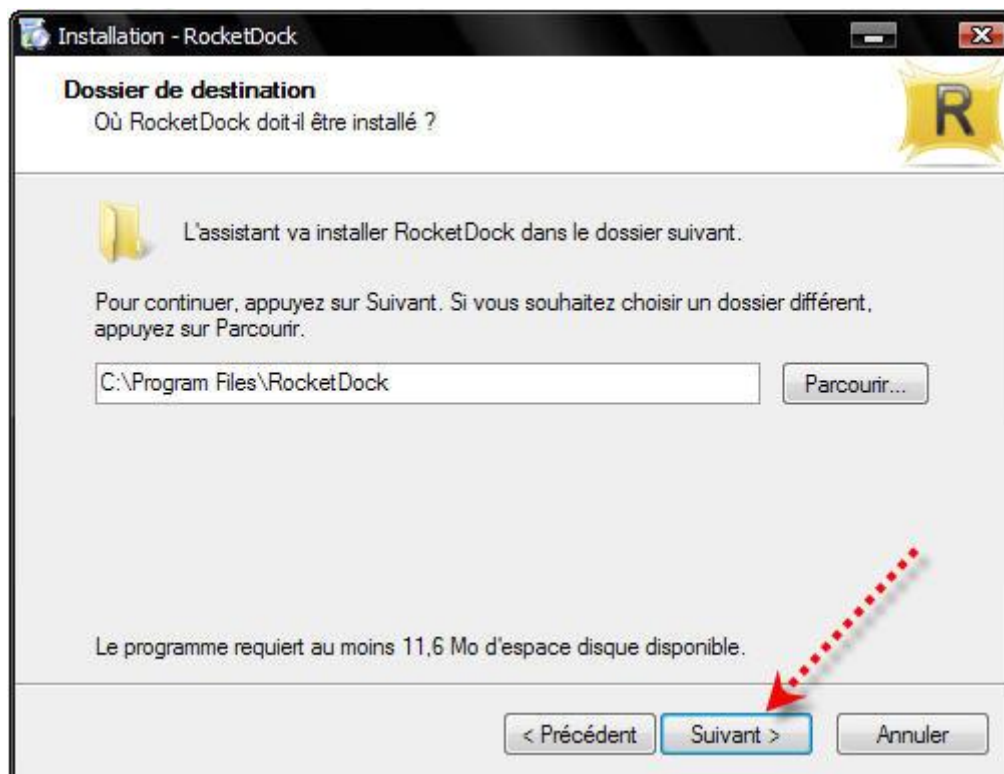 Installation - RocketDock
Dossier de destination
Où RocketDock doit-il être installé ?
R
L'assistant va installer RocketDock dans le dossier suivant.
Pour continuer, appuyez sur Suivant. Si vous souhaitez choisir un dossier différent,
appuyez sur Parcourir.
C:\Program Files\RocketDock
Parcourir...
Le programme requiert au moins 11,6 Mo d'espace disque disponible.
< Précédent
Suivant >
Annuler